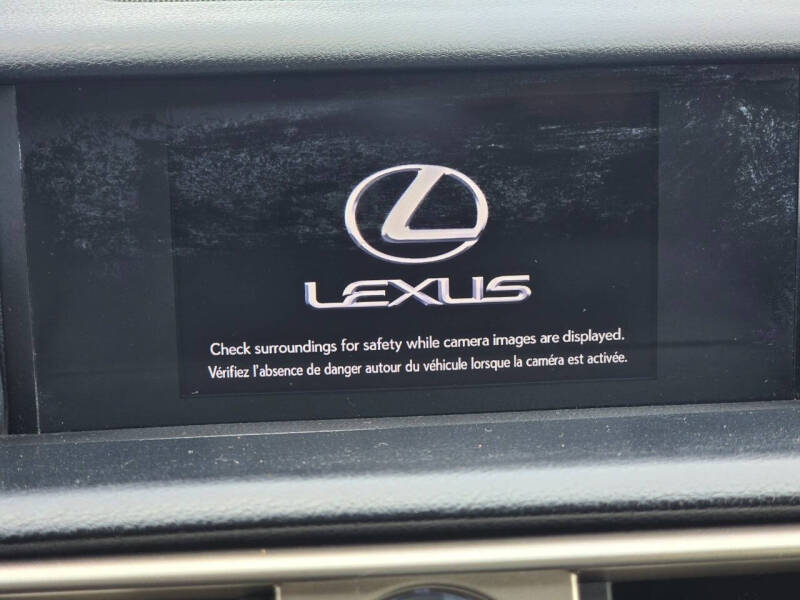 LEXUS
Check surroundings for safety while camera images are displayed.
Vérifiez l'absence de danger autour du véhicule lorsque la caméra est activée.